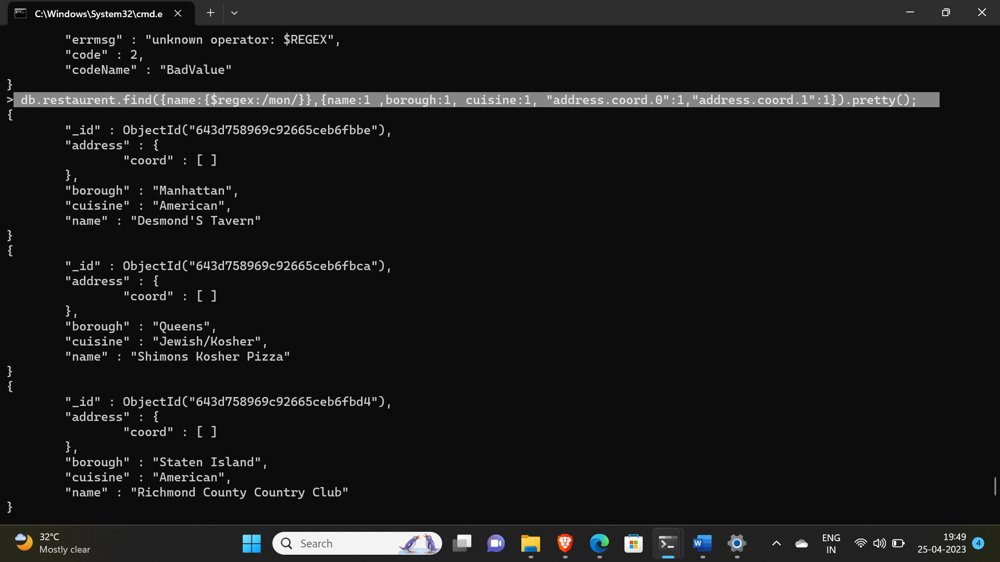 C:\Windows\System32\cmd.e
"errmsg" : "unknown operator: $REGEX",
"code" : 2,
"codeName" : "BadValue"
}
> db.restaurent.find({name:{$regex:/mon/}},{name:1 ,borough:1, cuisine:1, "address.coord.0":1,"address.coord.1":1}).pretty();
{
"_id" : ObjectId("643d758969c92665ceb6fbbe"),
"address" : {
"coord" : [ ]
},
"borough" : "Manhattan",
"cuisine" : "American",
"name" : "Desmond'S Tavern"
}
{
"_id" : ObjectId("643d758969c92665ceb6fbca"),
"address" : {
"coord" : [ ]
},
"borough" : "Queens",
"cuisine" : "Jewish/Kosher",
"name" : "Shimons Kosher Pizza"
}
{
"_id" : ObjectId("643d758969c92665ceb6fbd4"),
"address" : {
"coord" : [ ]
},
"borough" : "Staten Island",
"cuisine" : "American",
"name" : "Richmond County Country Club"
}
32°C
Mostly clear
Search
W
ENG
IN
19:49
25-04-2023
4